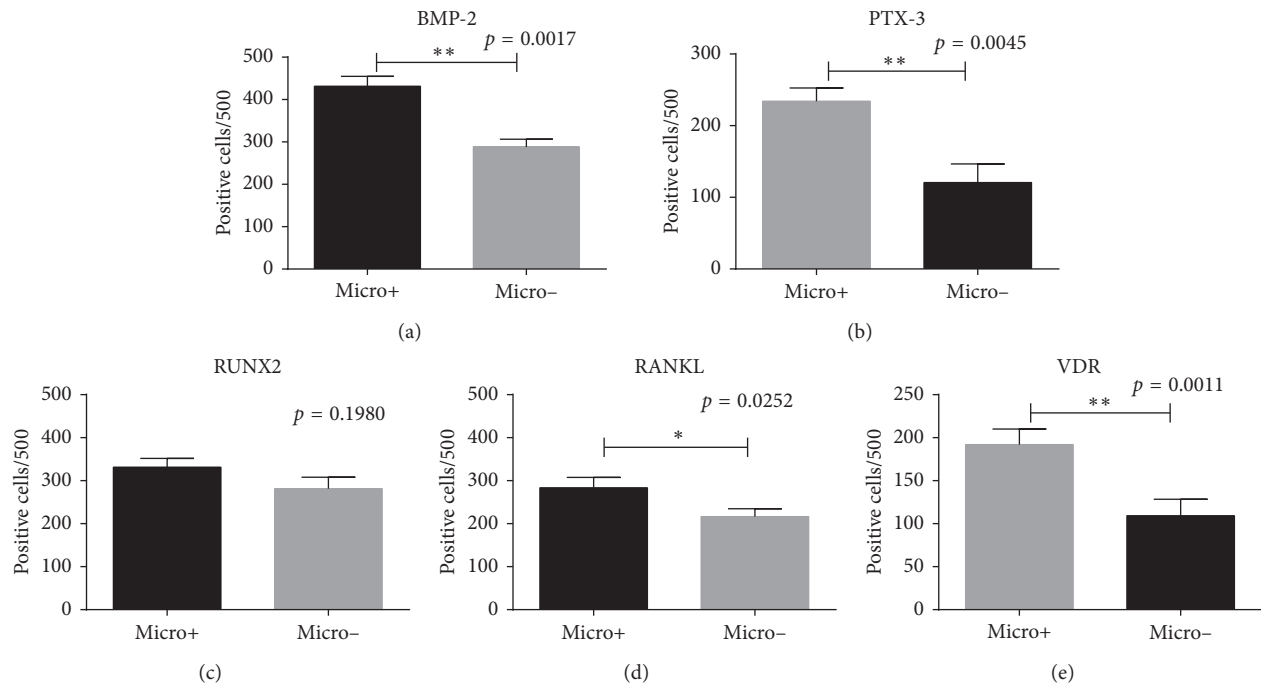 BMP-2
p = 0.0017
**
500
400
300
200
100
0
Positive cells/500
Micro+ Micro−
(a)
PTX-3
p = 0.0045
**
300
200
100
0
Positive cells/500
Micro+ Micro−
(b)
RUNX2
p = 0.1980
500
400
300
200
100
0
Positive cells/500
Micro+ Micro−
(c)
RANKL
p = 0.0252
*
500
400
300
200
100
0
Positive cells/500
Micro+ Micro−
(d)
VDR
p = 0.0011
**
250
200
150
100
50
0
Positive cells/500
Micro+ Micro−
(e)